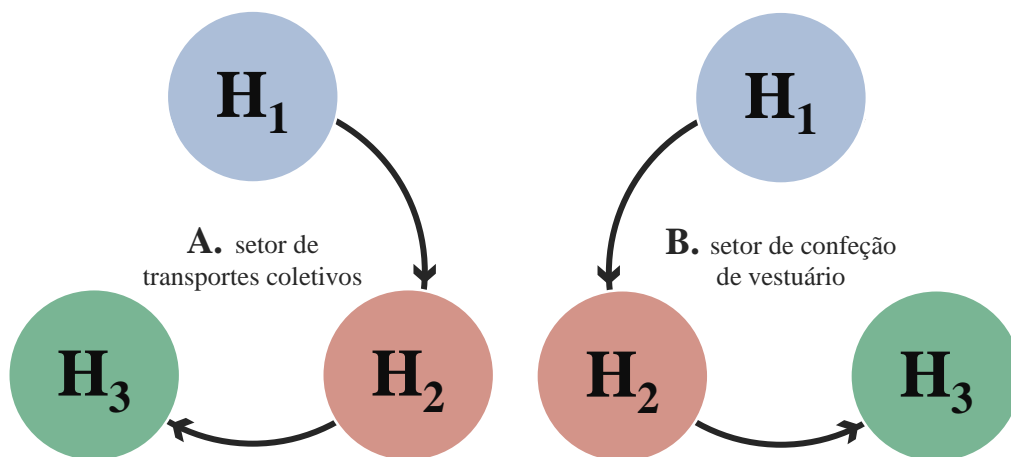 H1
H1
A. setor de
transportes coletivos
B. setor de confeção
de vestuário
H3
H2
H2
H3